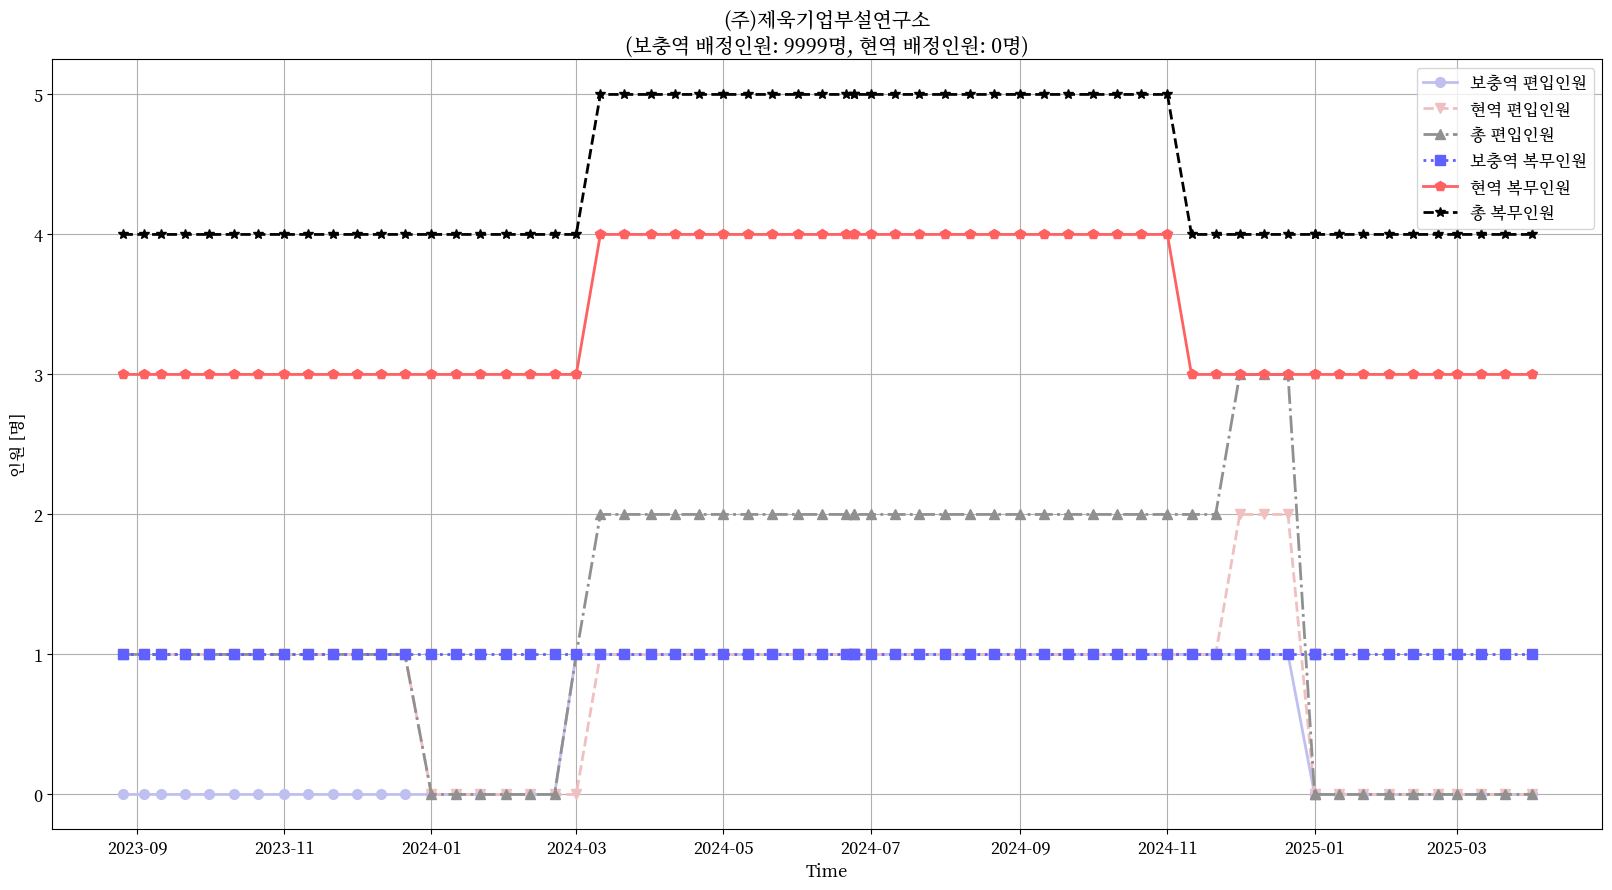 (주)제욱기업부설연구소
(보충역 배정인원: 9999명, 현역 배정인원: 0명)
보충역 편입인원
현역 편입인원
총 편입인원
보충역 복무인원
현역 복무인원
총 복무인원
인원 [명]
5
4
3
2
1
0
2023-09 2023-11 2024-01 2024-03 2024-05 2024-07 2024-09 2024-11 2025-01 2025-03
Time